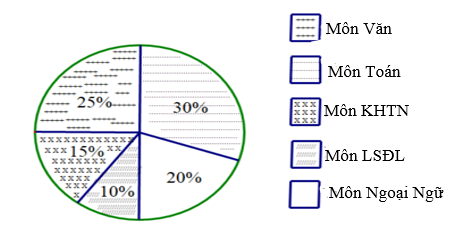 25%
30%
15%
10%
20%
Môn Văn
Môn Toán
Môn KHTN
Môn LSĐL
Môn Ngoại Ngữ